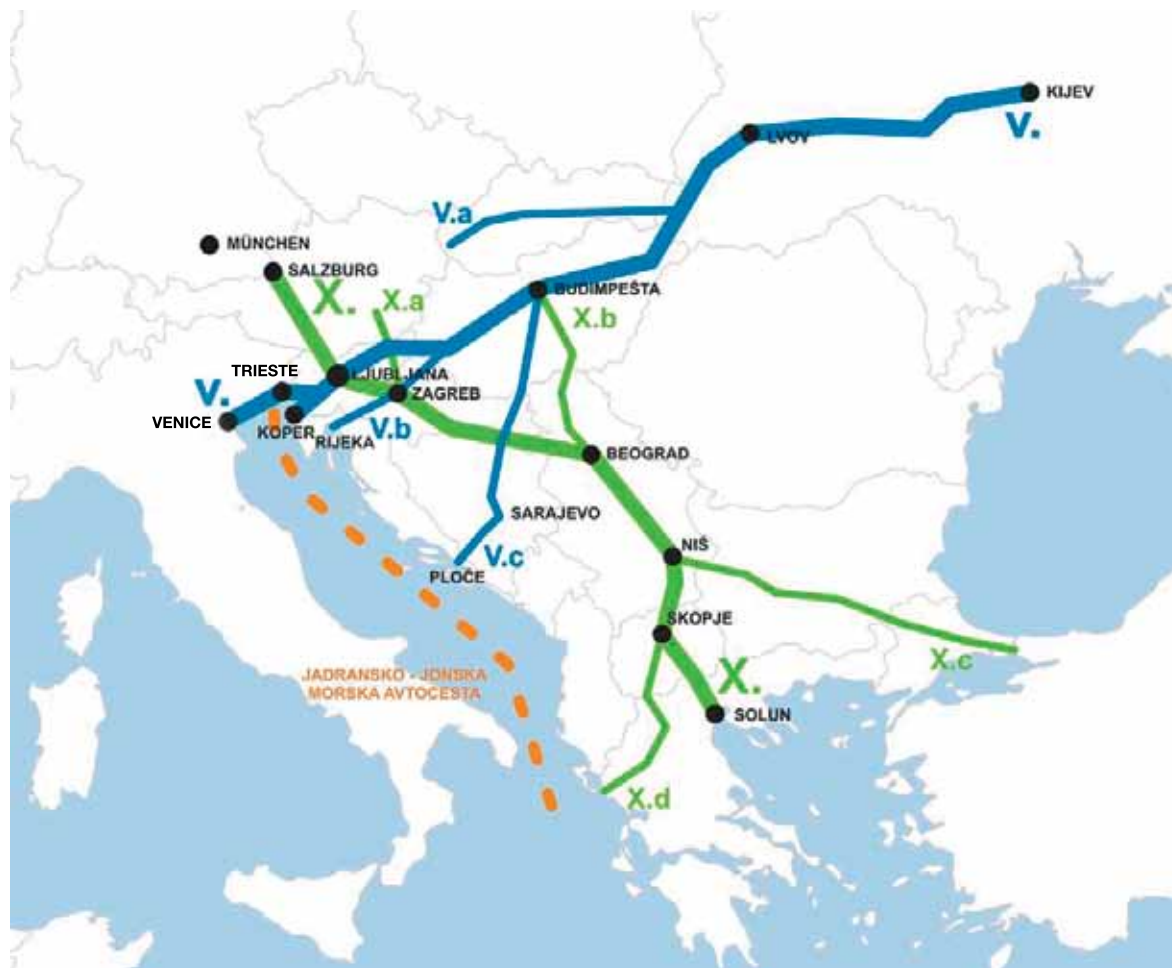 KIJEV
V.
LVOV
V.a
MÜNCHEN
SALZBURG
X.
X.a
BUDIMPEŠTA
X.b
TRIESTE
LJUBLJANA
V.
ZAGREB
VENICE
KOPER
RIJEKA
V.b
BEOGRAD
SARAJEVO
NIŠ
V.c
PLOČE
SKOPJE
X.c
JADRANSKO - JONSKA
MORSKA AVTOCESTA
X.
SOLUN
X.d